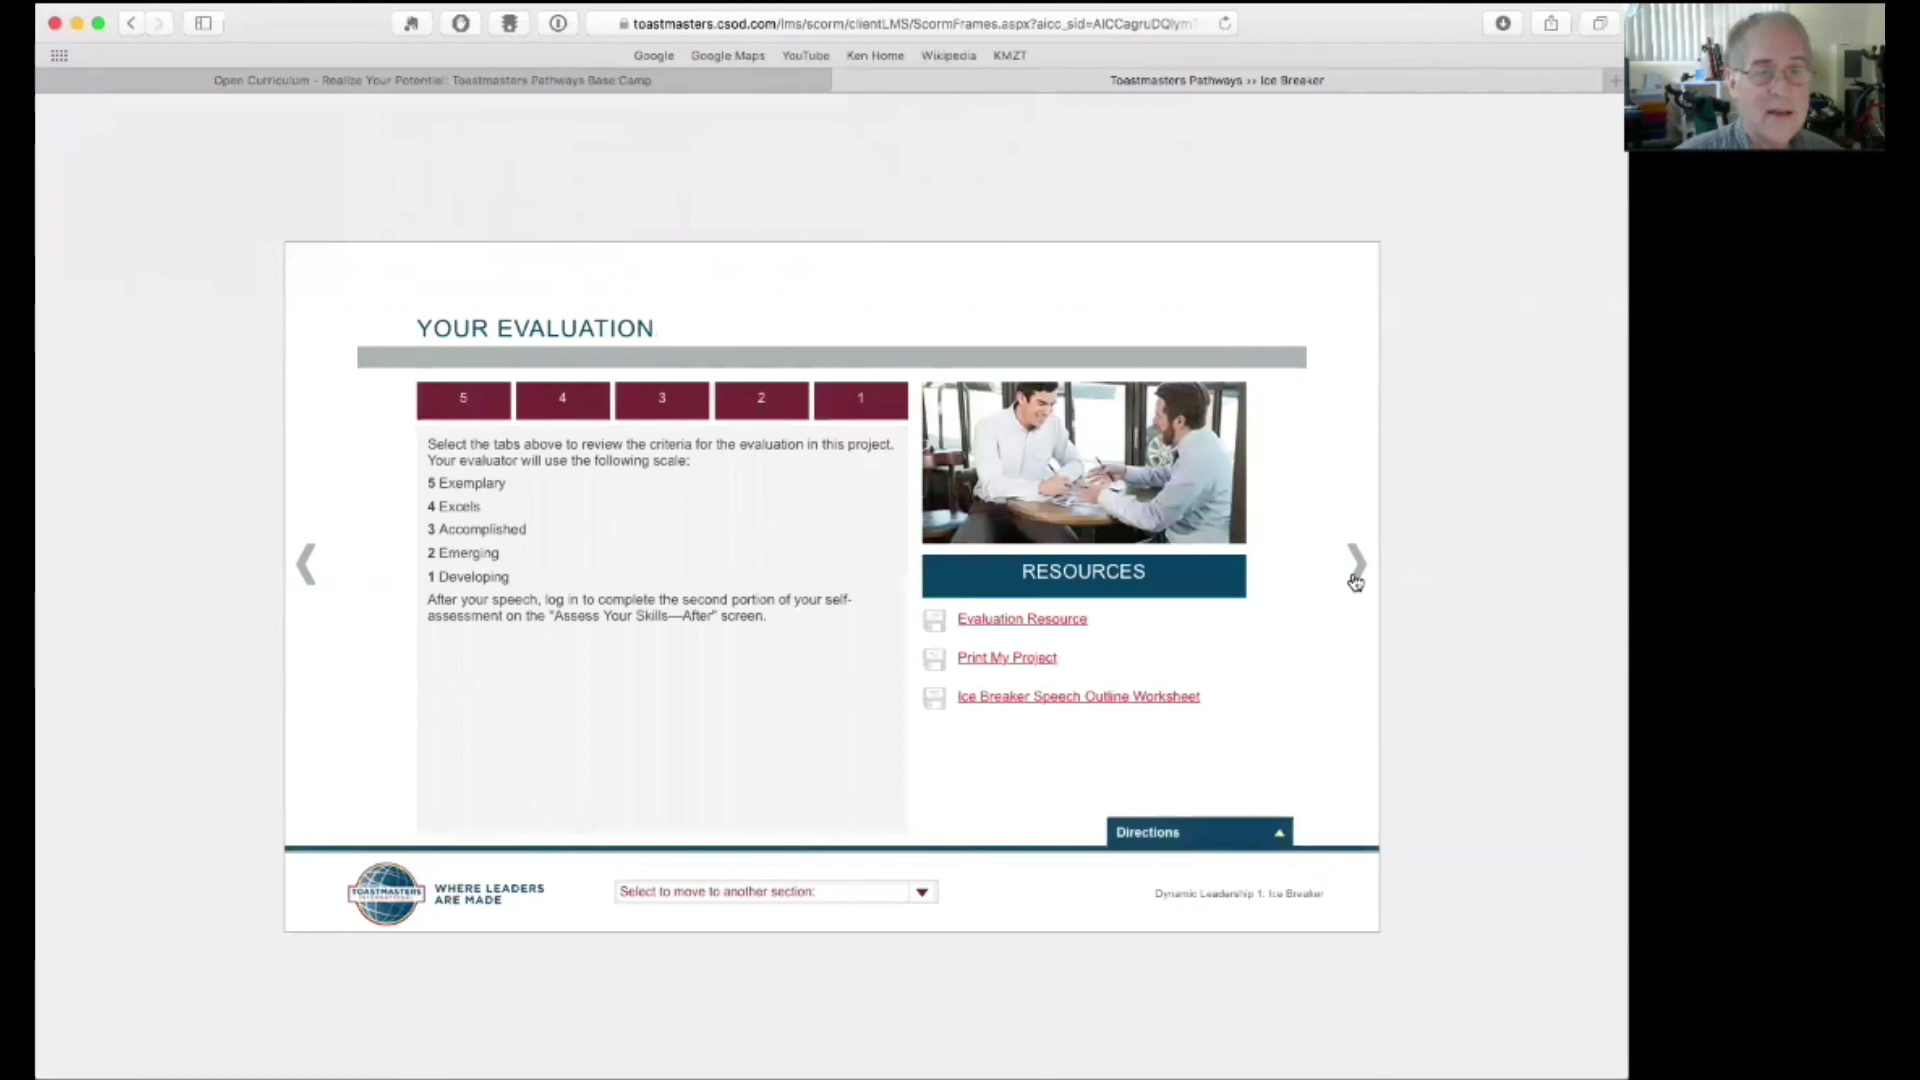 toastmasters.csod.com/lms/scorm/clientLMS/ScormFrames.aspx?aicc_sid=AICCagruDQlymT
Google Google Maps YouTube Ken Home Wikipedia KMZT
Open Curriculum - Realize Your Potential: Toastmasters Pathways Base Camp
Toastmasters Pathways >> Ice Breaker
YOUR EVALUATION
5 4 3 2 1
Select the tabs above to review the criteria for the evaluation in this project.
Your evaluator will use the following scale:
5 Exemplary
4 Excels
3 Accomplished
2 Emerging
1 Developing
After your speech, log in to complete the second portion of your self-
assessment on the “Assess Your Skills—After” screen.
RESOURCES
Evaluation Resource
Print My Project
Ice Breaker Speech Outline Worksheet
Directions
TOASTMASTERS
INTERNATIONAL
WHERE LEADERS
ARE MADE
Select to move to another section:
Dynamic Leadership 1: Ice Breaker